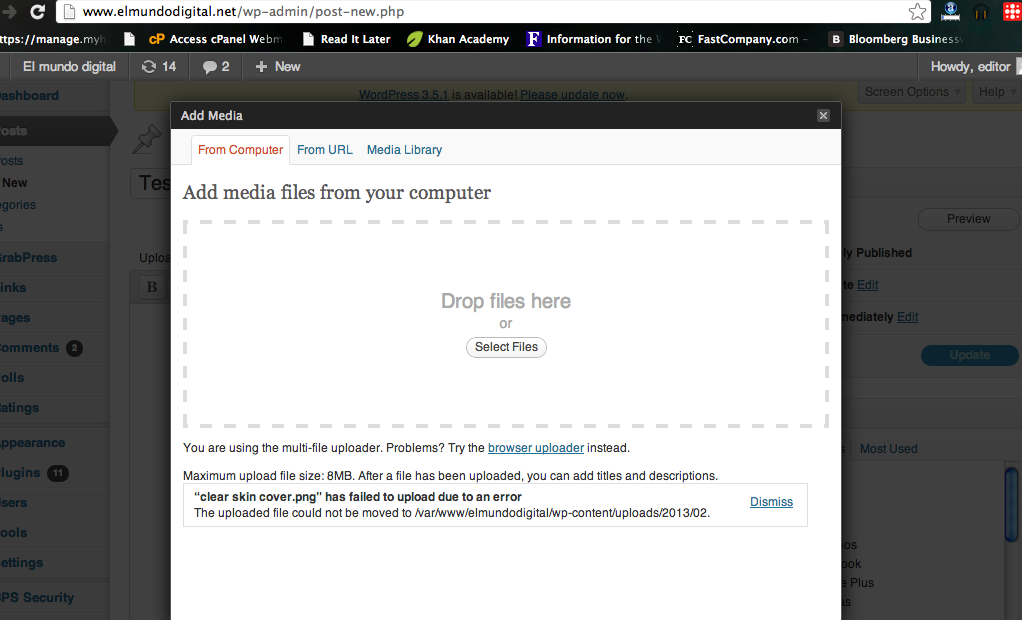 www.elmundodigital.net/wp-admin/post-new.php
ttps://manage.myh
cP Access cPanel Webm
Read It Later
Khan Academy
F Information for the W
FC FastCompany.com -
B Bloomberg Business
El mundo digital
14
2
+ New
Howdy, editor
ashboard
WordPress 3.5.1 is available! Please update now.
Screen Options
Help
Add Media
osts
From Computer
From URL
Media Library
osts
New
Tes
egories
s
Add media files from your computer
Preview
Uploa
ly Published
rabPress
B
te Edit
inks
Drop files here
ages
mediately Edit
or
omments 2
Select Files
Update
olls
atings
ppearance
You are using the multi-file uploader. Problems? Try the browser uploader instead.
s
Most Used
lugins 11
Maximum upload file size: 8MB. After a file has been uploaded, you can add titles and descriptions.
sers
“clear skin cover.png” has failed to upload due to an error
Dismiss
The uploaded file could not be moved to /var/www/elmundodigital/wp-content/uploads/2013/02.
ools
ios
ettings
ook
e Plus
PS Security
as